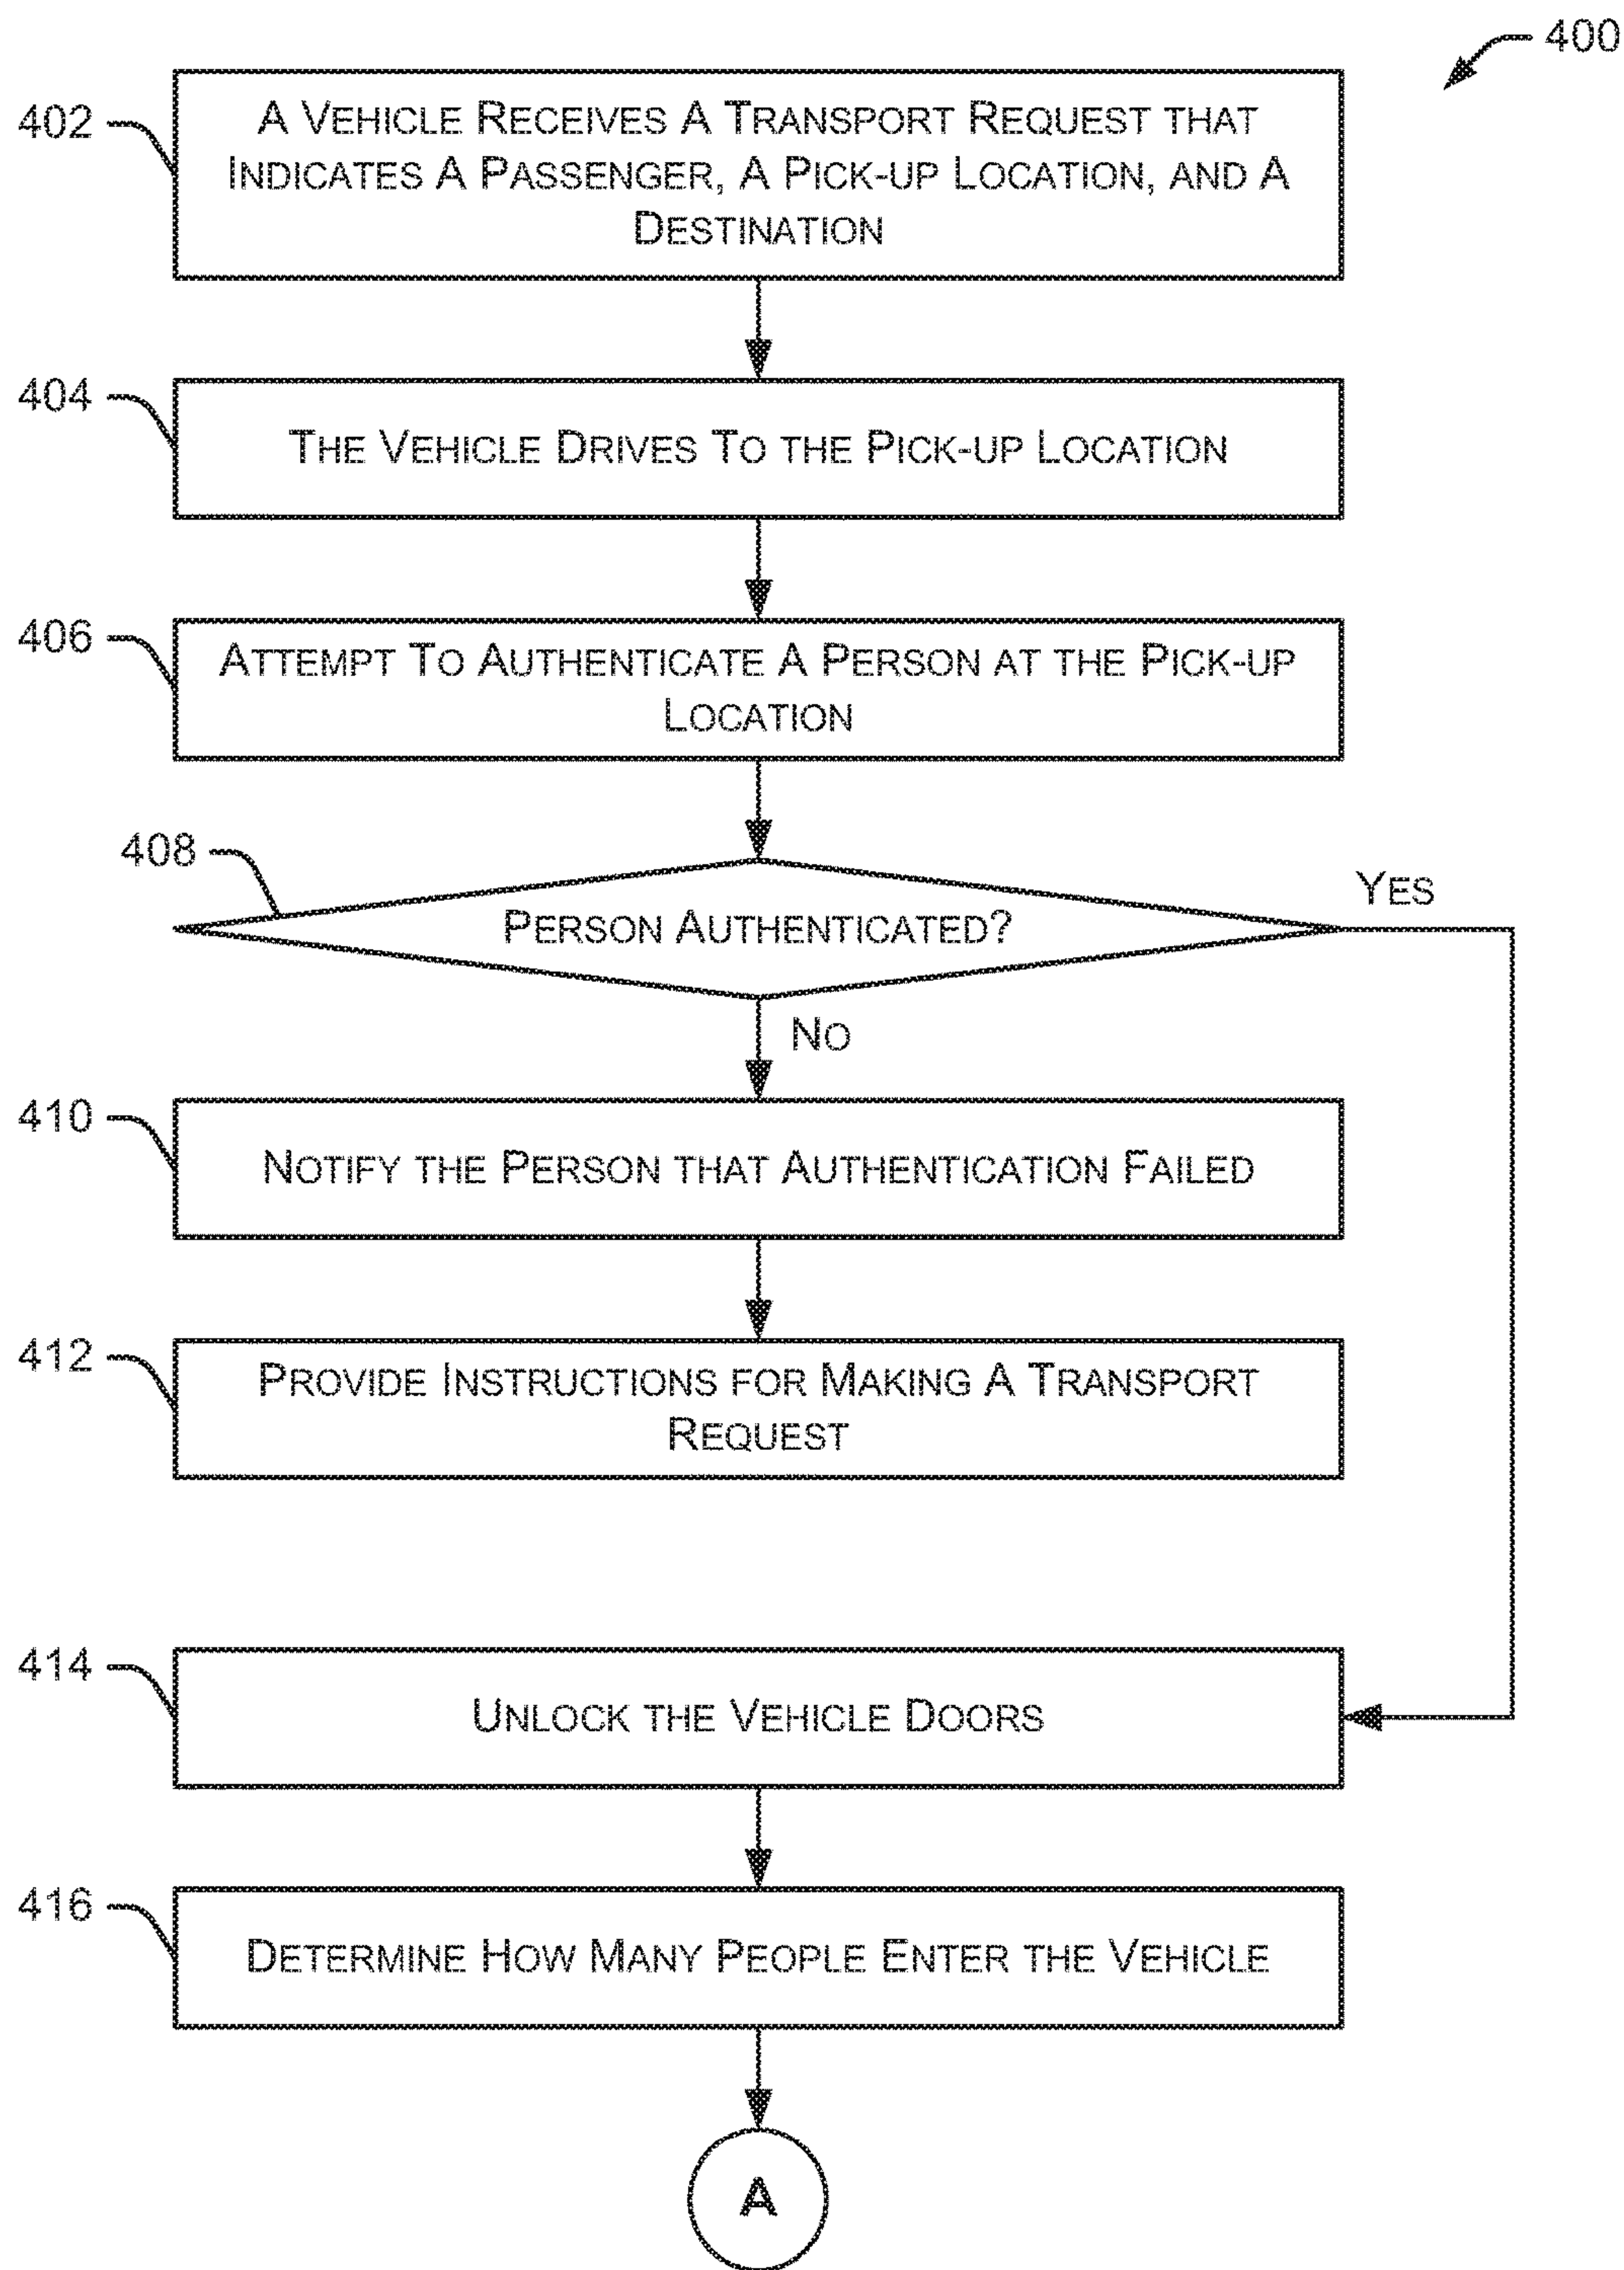 400
402
A VEHICLE RECEIVES A TRANSPORT REQUEST THAT
INDICATES A PASSENGER, A PICK-UP LOCATION, AND A
DESTINATION
404
THE VEHICLE DRIVES TO THE PICK-UP LOCATION
406
ATTEMPT TO AUTHENTICATE A PERSON AT THE PICK-UP
LOCATION
408
PERSON AUTHENTICATED?
YES
NO
410
NOTIFY THE PERSON THAT AUTHENTICATION FAILED
412
PROVIDE INSTRUCTIONS FOR MAKING A TRANSPORT
REQUEST
414
UNLOCK THE VEHICLE DOORS
416
DETERMINE HOW MANY PEOPLE ENTER THE VEHICLE
A